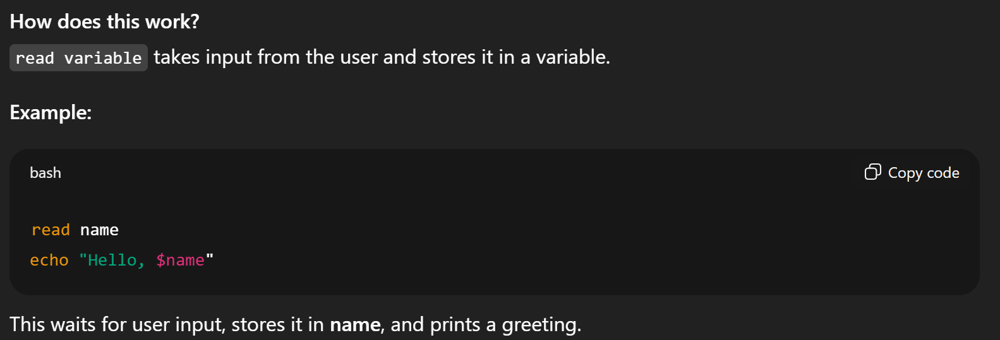 How does this work?
read variable takes input from the user and stores it in a variable.
Example:
bash
Copy code
read name
echo "Hello, $name"
This waits for user input, stores it in name, and prints a greeting.